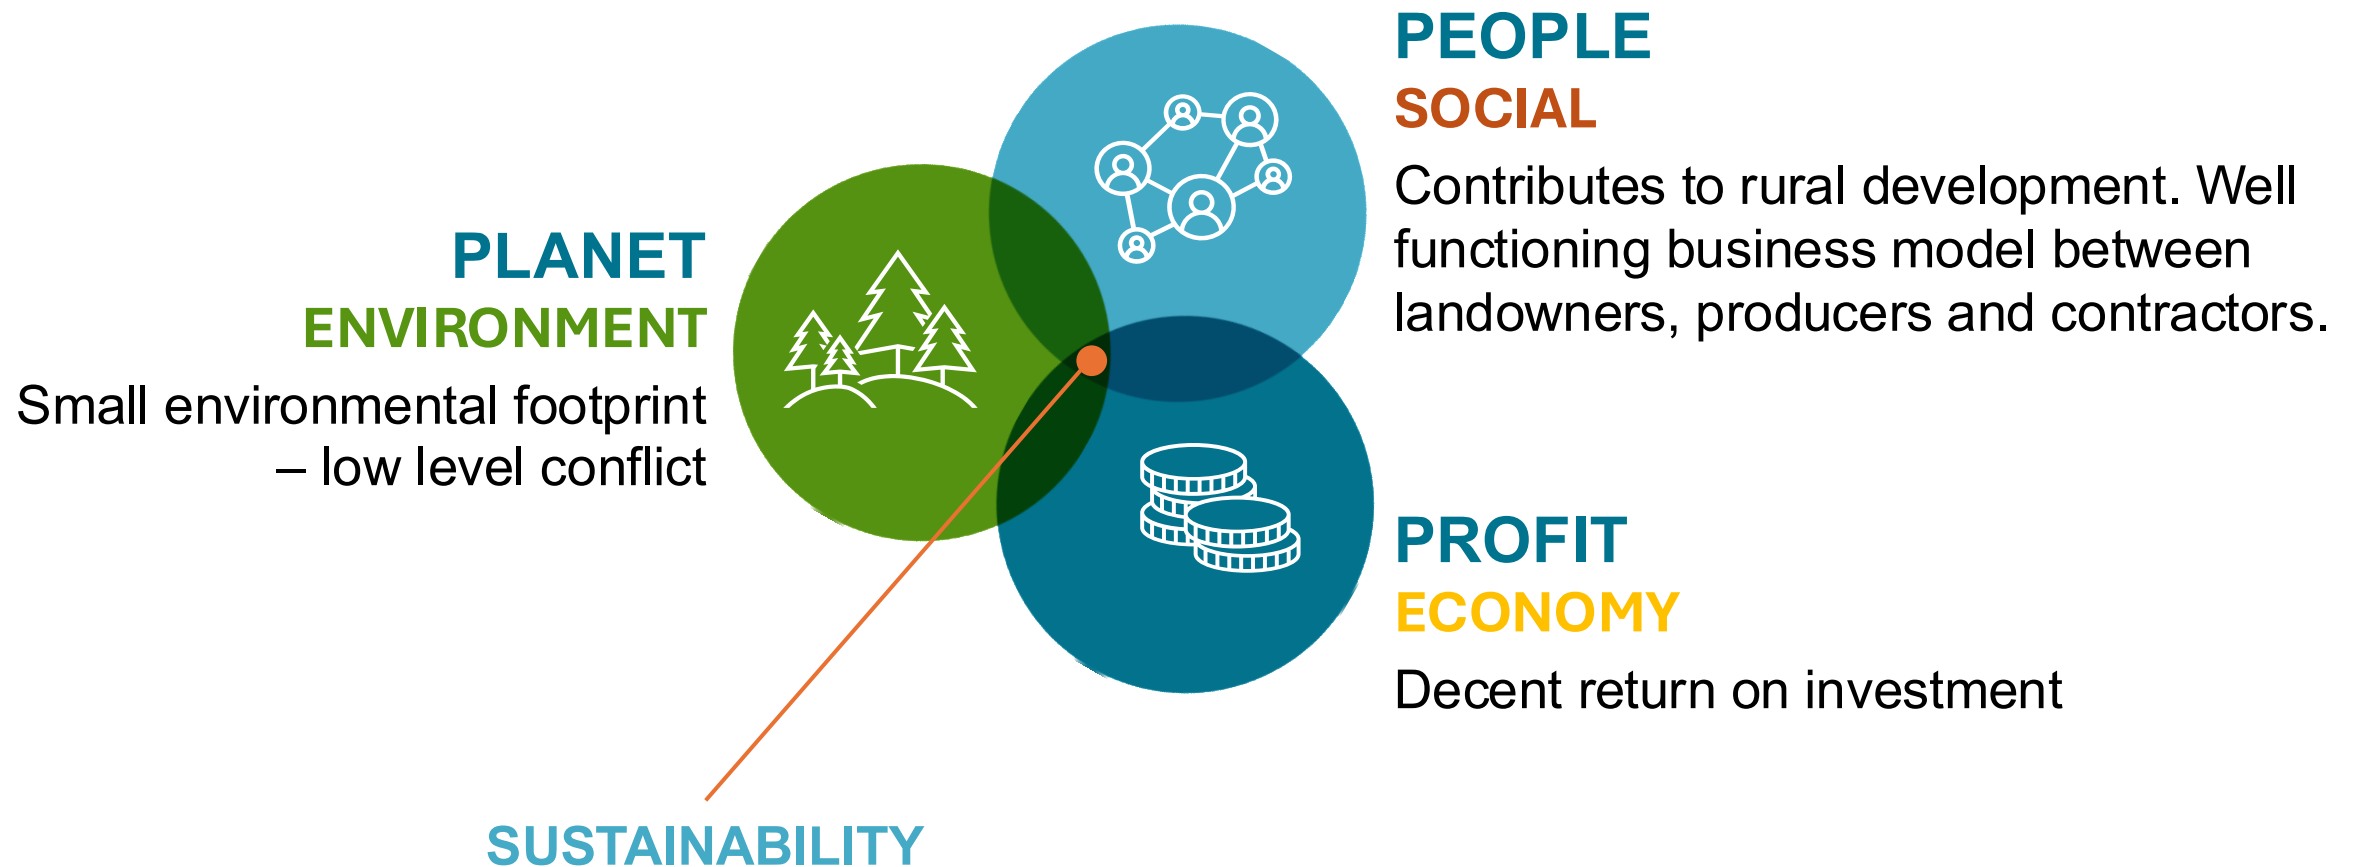 PEOPLE
SOCIAL
Contributes to rural development. Well
functioning business model between
landowners, producers and contractors.
PLANET
ENVIRONMENT
Small environmental footprint
– low level conflict
PROFIT
ECONOMY
Decent return on investment
SUSTAINABILITY